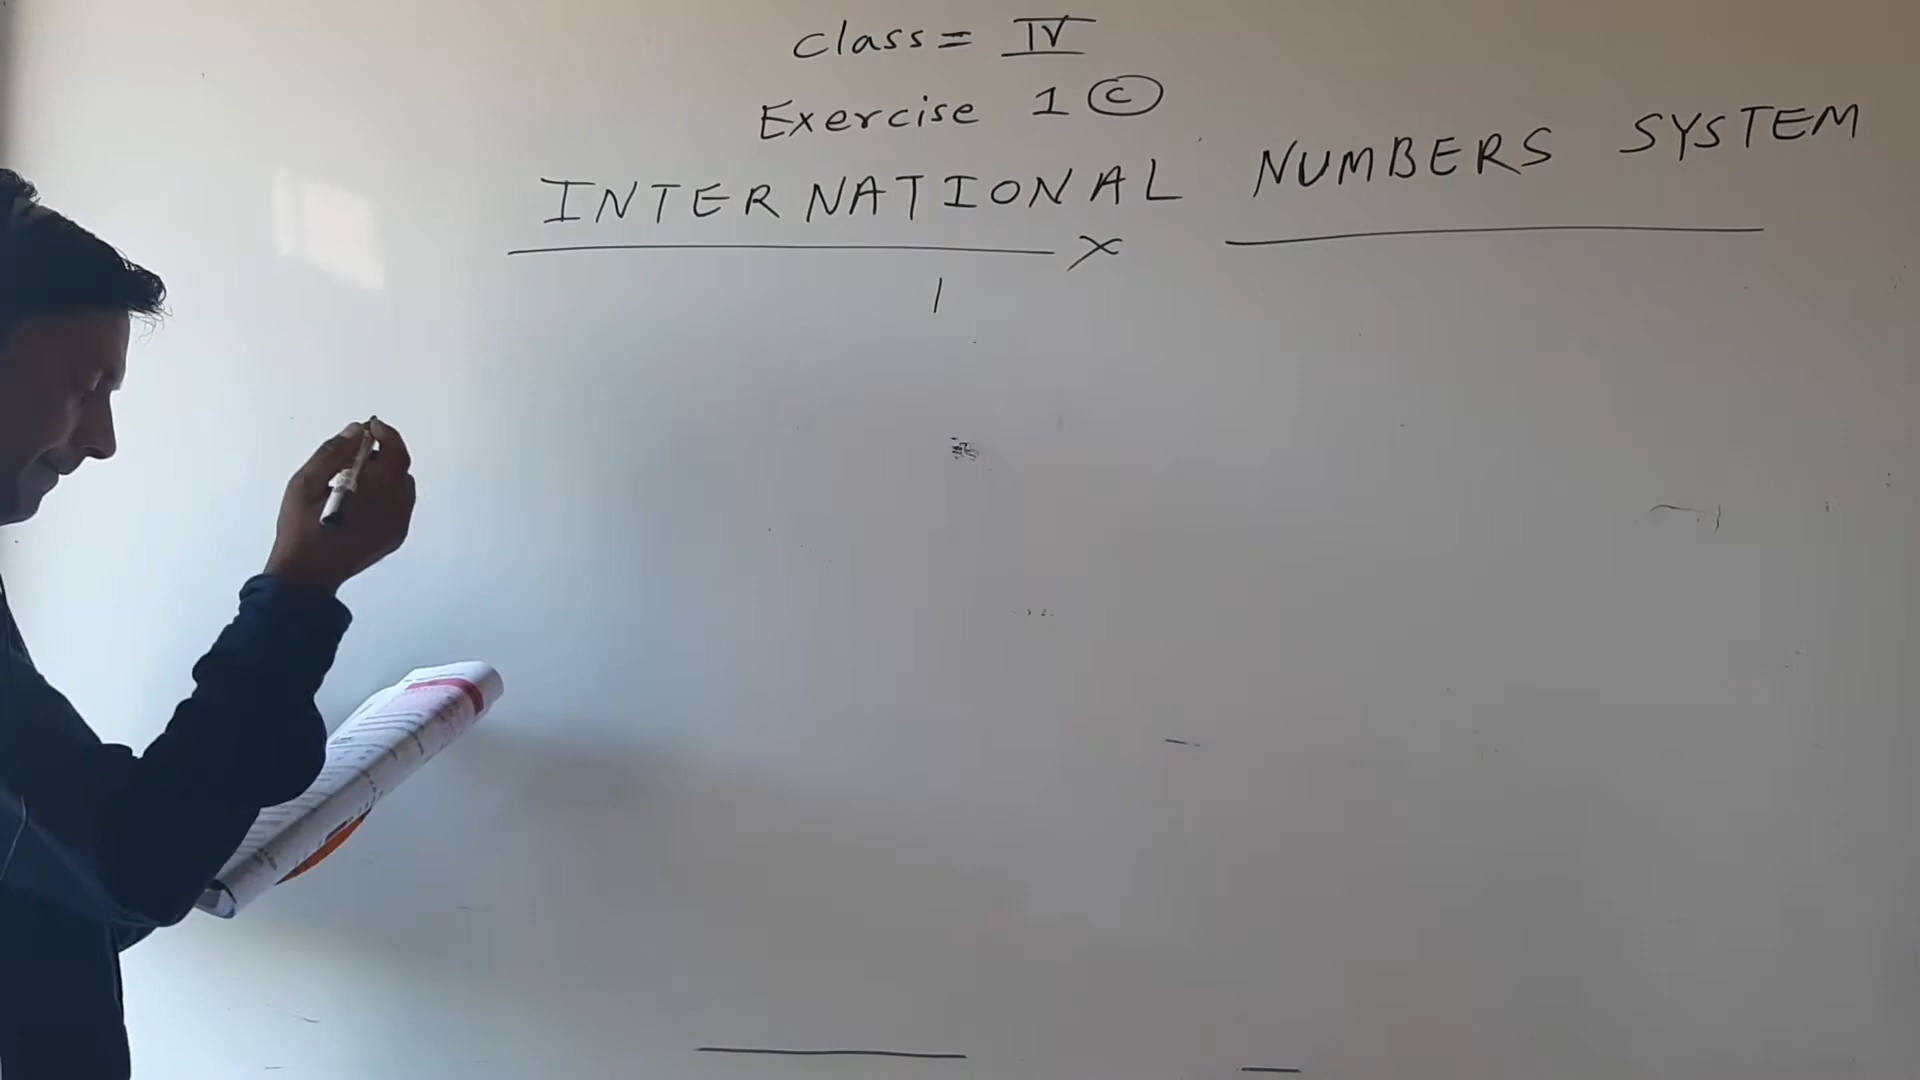 Class = IV
Exercise 1 C
INTERNATIONAL NUMBERS SYSTEM